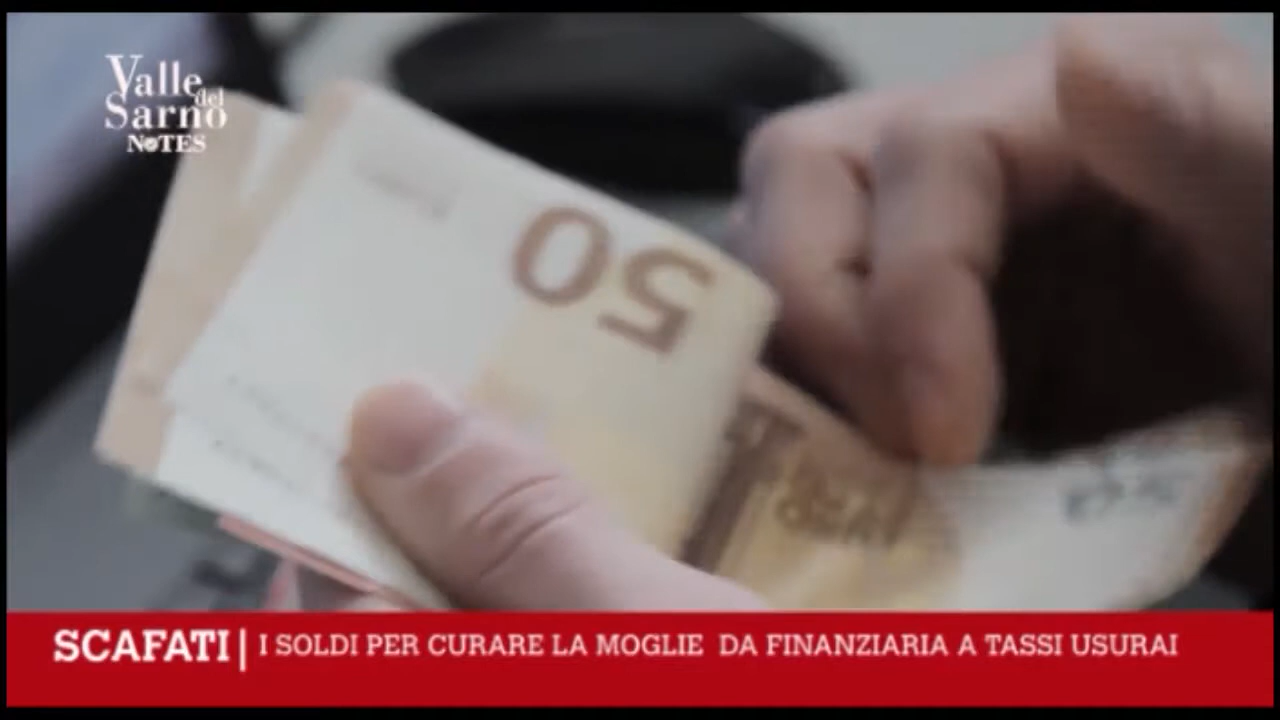 Valle
del
Sarno
NOTES
50
SCAFATI| I SOLDI PER CURARE LA MOGLIE DA FINANZIARIA A TASSI USURAI